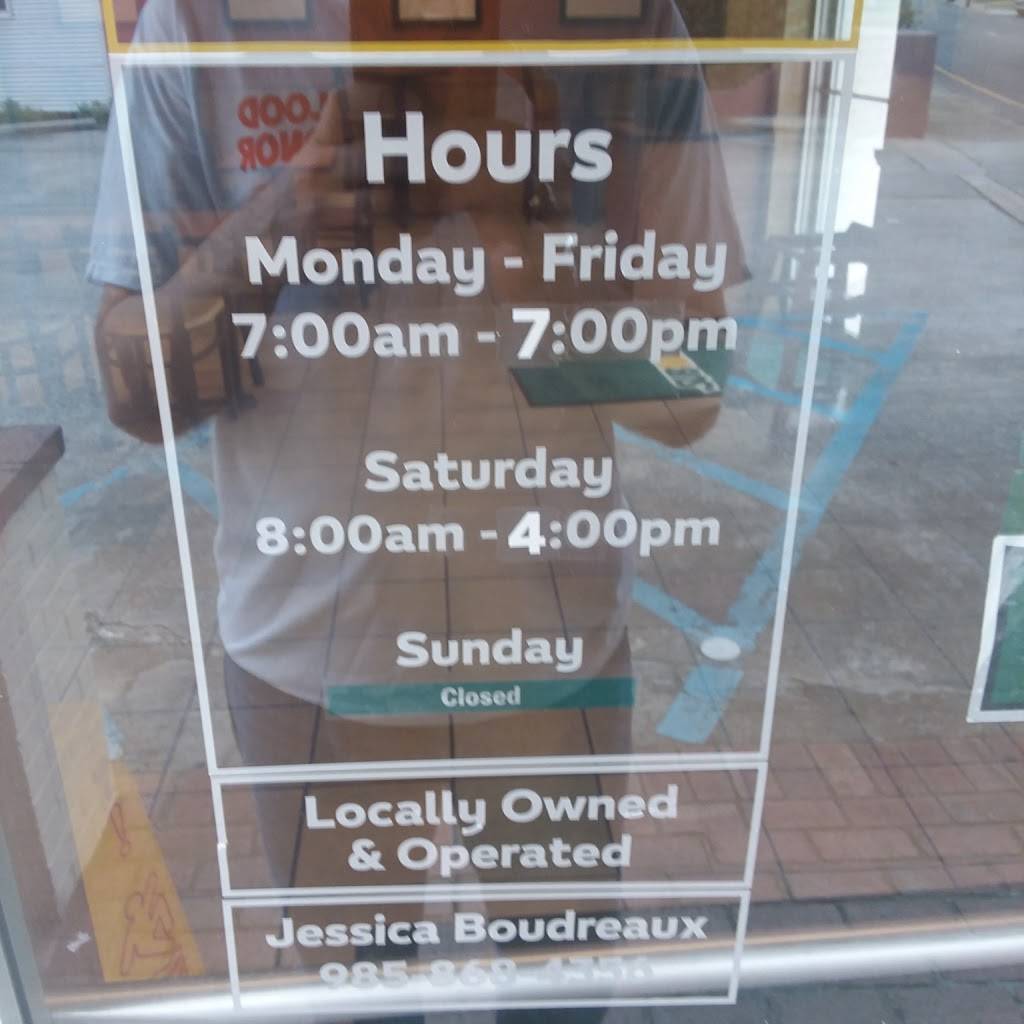 Hours
Monday - Friday
7:00am - 7:00pm
Saturday
8:00am - 4:00pm
Sunday
Closed
Locally Owned
& Operated
Jessica Boudreaux